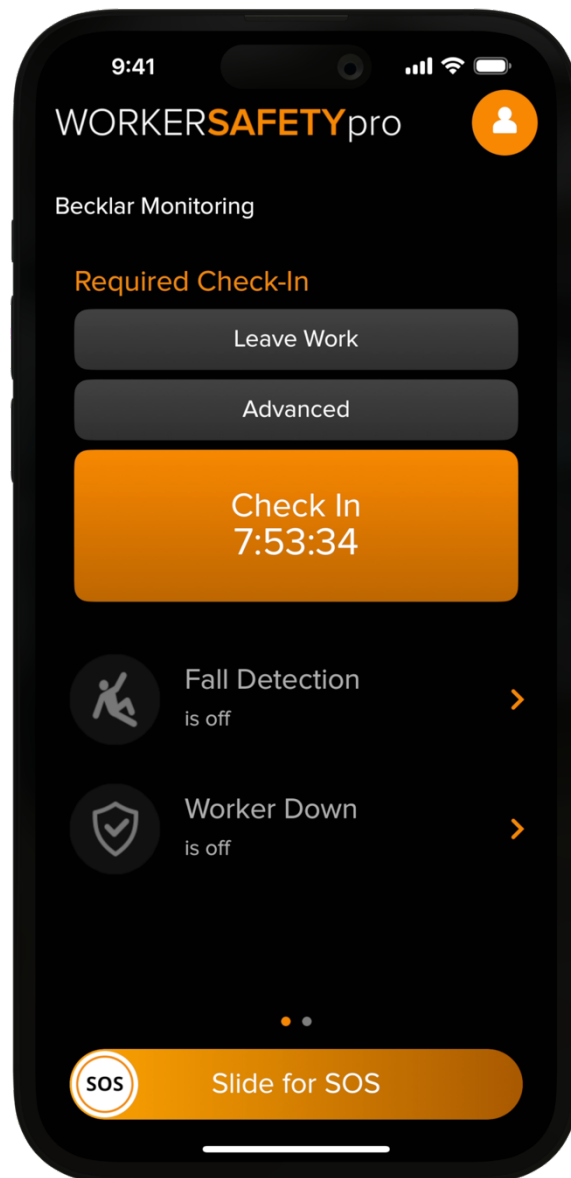 9:41
WORKERSAFETYpro
Becklar Monitoring
Required Check-In
Leave Work
Advanced
Check In
7:53:34
Fall Detection
is off
Worker Down
is off
SOS Slide for SOS